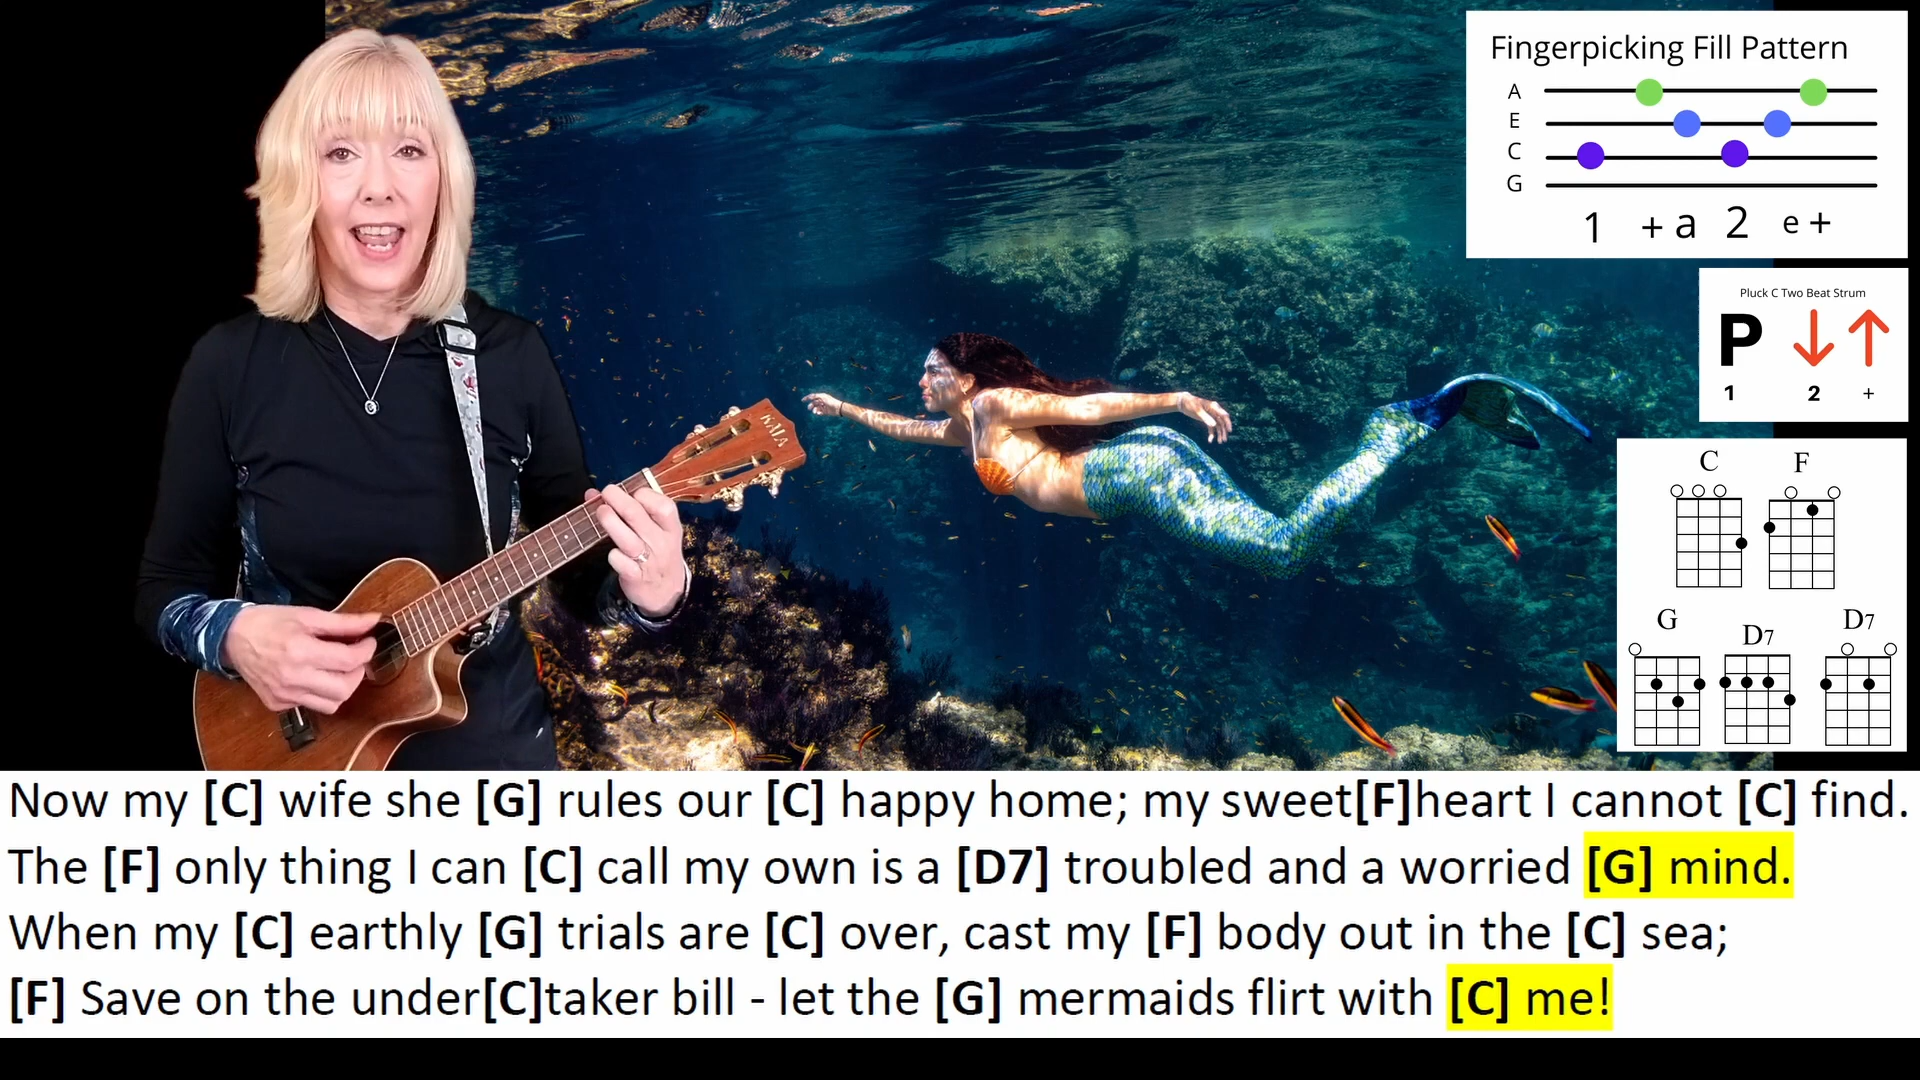 Fingerpicking Fill Pattern
A
E
C
G
1 + a 2 e +
Pluck C Two Beat Strum
P
1 2 +
C F
G D7 D7
KALA
Now my [C] wife she [G] rules our [C] happy home; my sweet[F]heart I cannot [C] find.
The [F] only thing I can [C] call my own is a [D7] troubled and a worried [G] mind.
When my [C] earthly [G] trials are [C] over, cast my [F] body out in the [C] sea;
[F] Save on the under[C]taker bill - let the [G] mermaids flirt with [C] me!